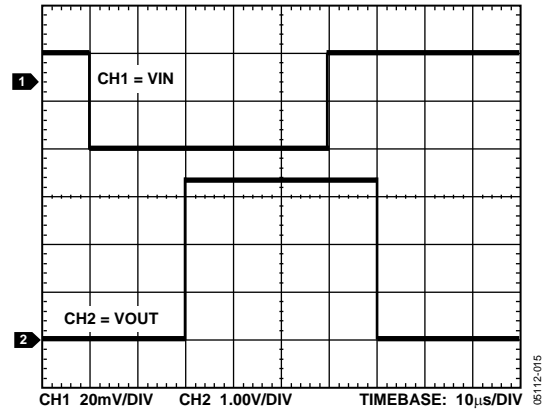 1
CH1 = VIN
CH2 = VOUT
2
CH1 20mV/DIV CH2 1.00V/DIV TIMEBASE: 10µs/DIV
05112-015